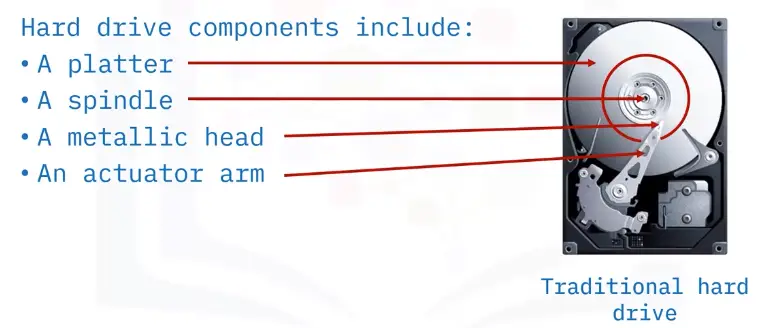 Hard drive components include:
• A platter
• A spindle
• A metallic head
• An actuator arm
Traditional hard
drive